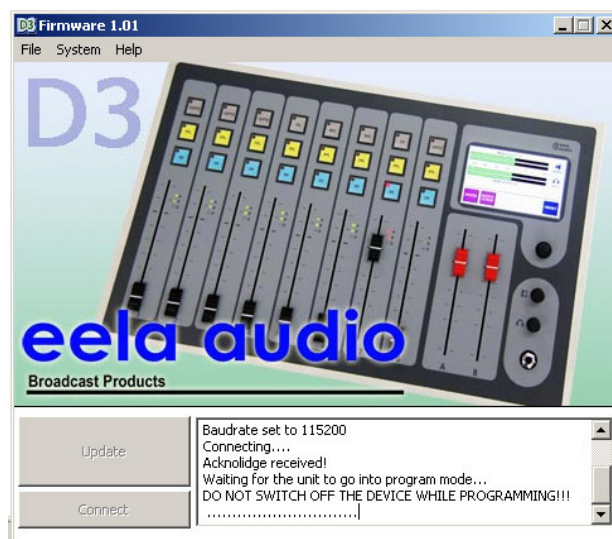 D3 Firmware 1.01
File System Help
D3
eela audio
Broadcast Products
A B
Update
Connect
Baudrate set to 115200
Connecting....
Acknolidge received!
Waiting for the unit to go into program mode...
DO NOT SWITCH OFF THE DEVICE WHILE PROGRAMMING!!!
..............................